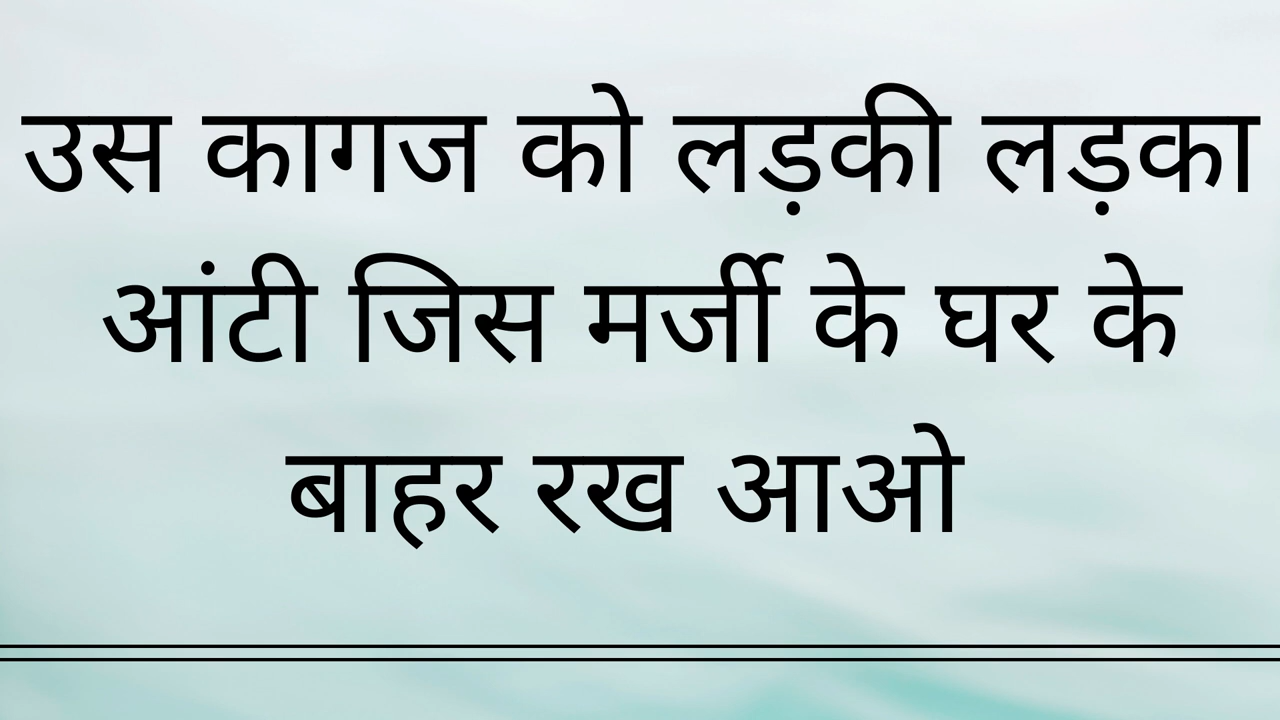 उस कागज को लड़की लड़का
आंटी जिस मर्जी के घर के
बाहर रख आओ